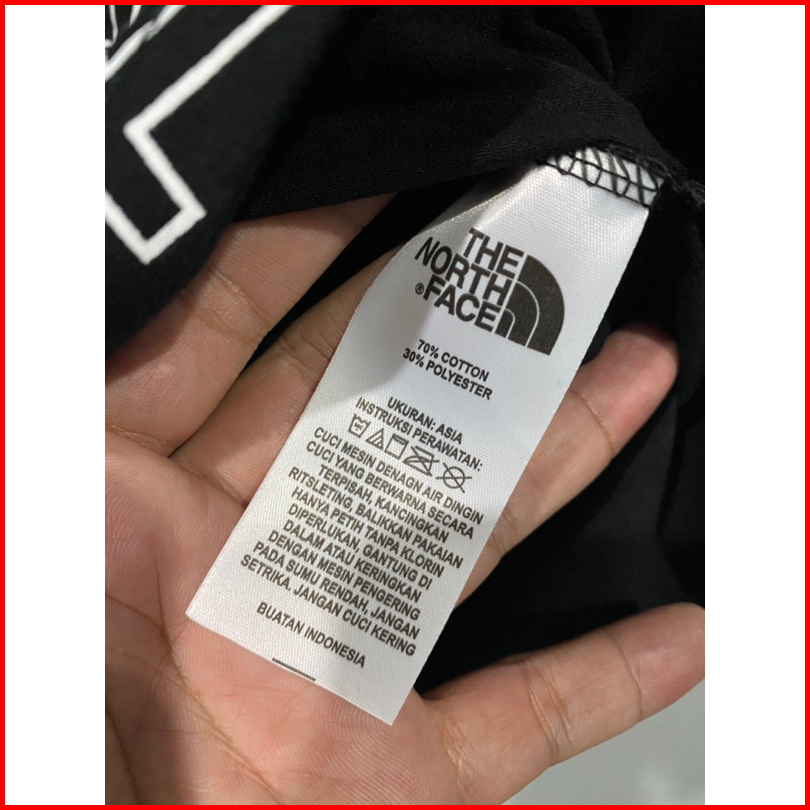 THE
NORTH
®FACE
70% COTTON
30% POLYESTER
UKURAN: ASIA
INSTRUKSI PERAWATAN:
CUCI MESIN DENAGN AIR DINGIN
CUCI YANG BERWARNA SECARA
TERPISAH, KANCINGKAN
RITSLETING, BALIKKAN PAKAIAN
HANYA PETIH TANPA KLORIN
DIPERLUKAN, GANTUNG DI
DALAM ATAU KERINGKAN
DENGAN MESIN PENGERING
PADA SUMU RENDAH, JANGAN
SETRIKA, JANGAN CUCI KERING
BUATAN INDONESIA